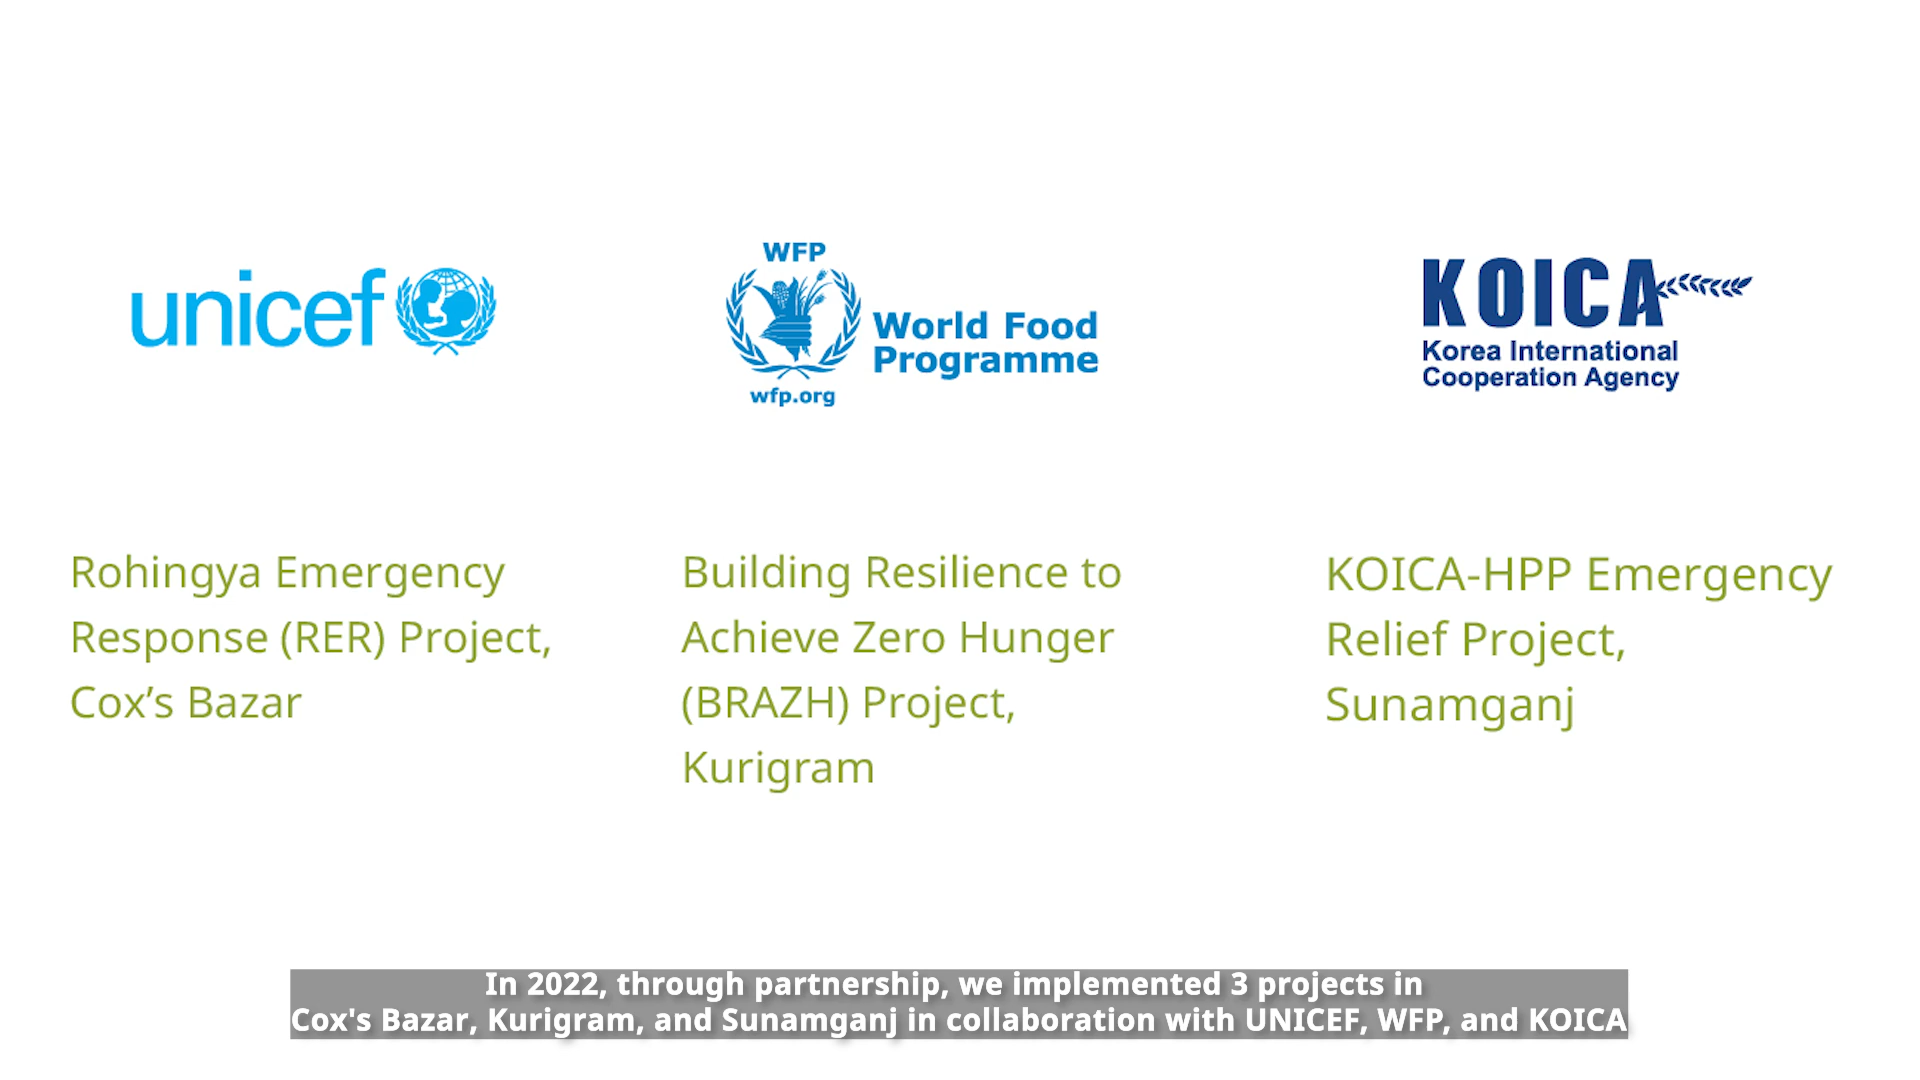 unicef
WFP
World Food
Programme
wfp.org
KOICA
Korea International
Cooperation Agency
Rohingya Emergency
Response (RER) Project,
Cox’s Bazar
Building Resilience to
Achieve Zero Hunger
(BRAZH) Project,
Kurigram
KOICA-HPP Emergency
Relief Project,
Sunamganj
In 2022, through partnership, we implemented 3 projects in
Cox's Bazar, Kurigram, and Sunamganj in collaboration with UNICEF, WFP, and KOICA